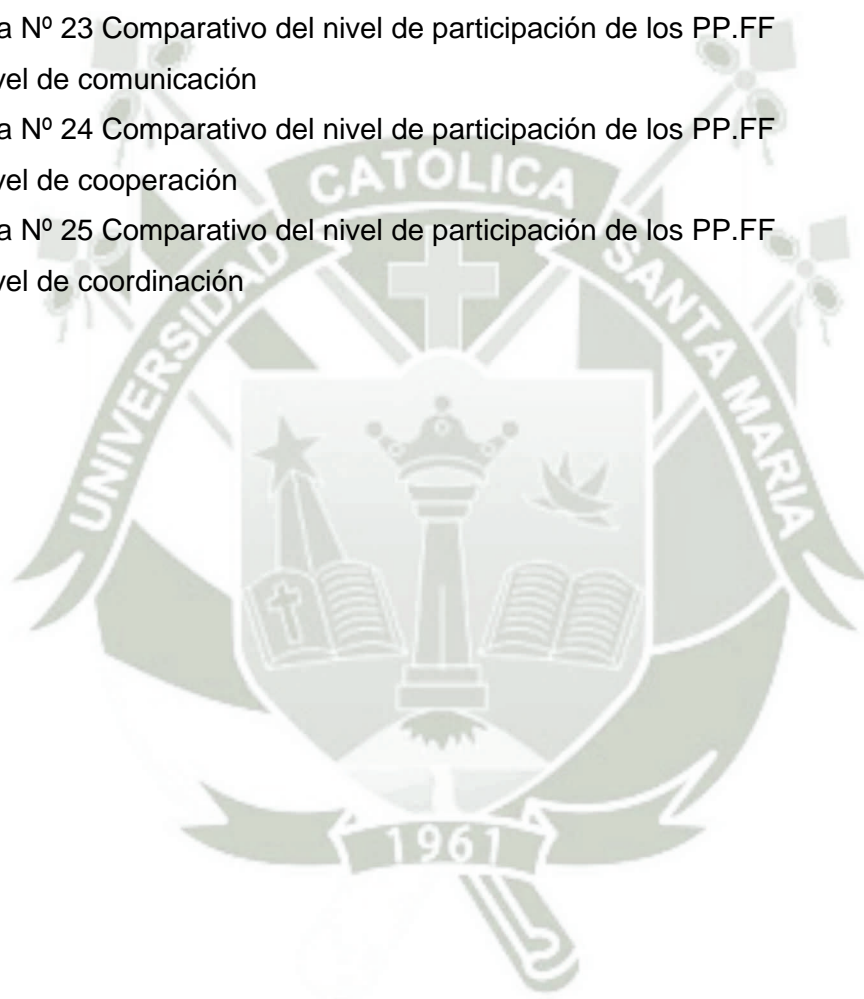 a Nº 23 Comparativo del nivel de participación de los PP.FF
vel de comunicación
a Nº 24 Comparativo del nivel de participación de los PP.FF
vel de cooperación
a Nº 25 Comparativo del nivel de participación de los PP.FF
vel de coordinación
UNIVERSIDAD CATÓLICA SANTA MARIA
1961